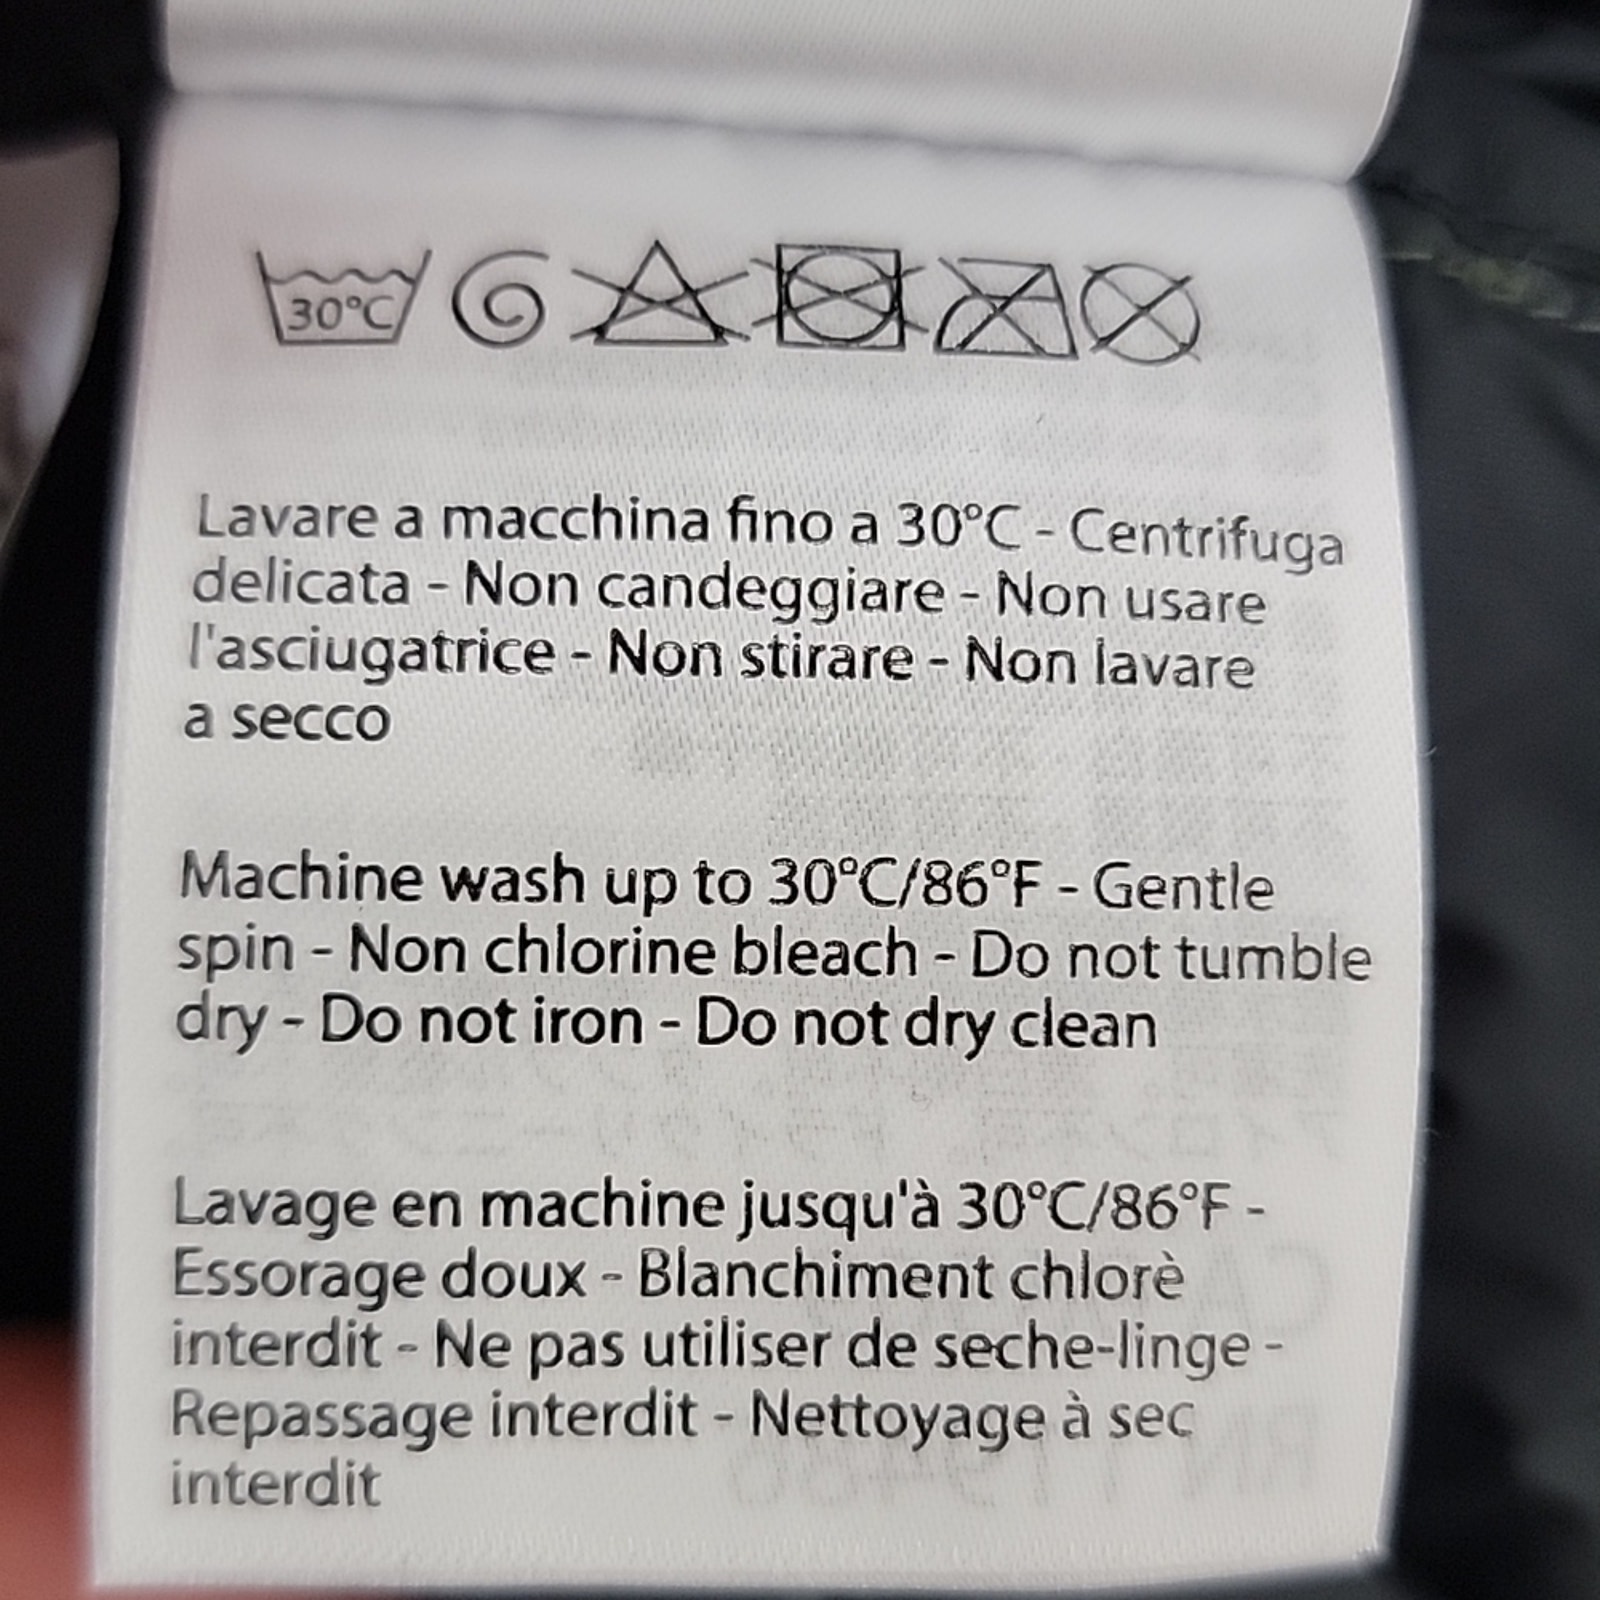 30°C
Lavare a macchina fino a 30°C - Centrifuga
delicata - Non candeggiare - Non usare
l'asciugatrice - Non stirare - Non lavare
a secco
Machine wash up to 30°C/86°F - Gentle
spin - Non chlorine bleach - Do not tumble
dry - Do not iron - Do not dry clean
Lavage en machine jusqu'à 30°C/86°F -
Essorage doux - Blanchiment chlorè
interdit - Ne pas utiliser de seche-linge -
Repassage interdit - Nettoyage à sec
interdit